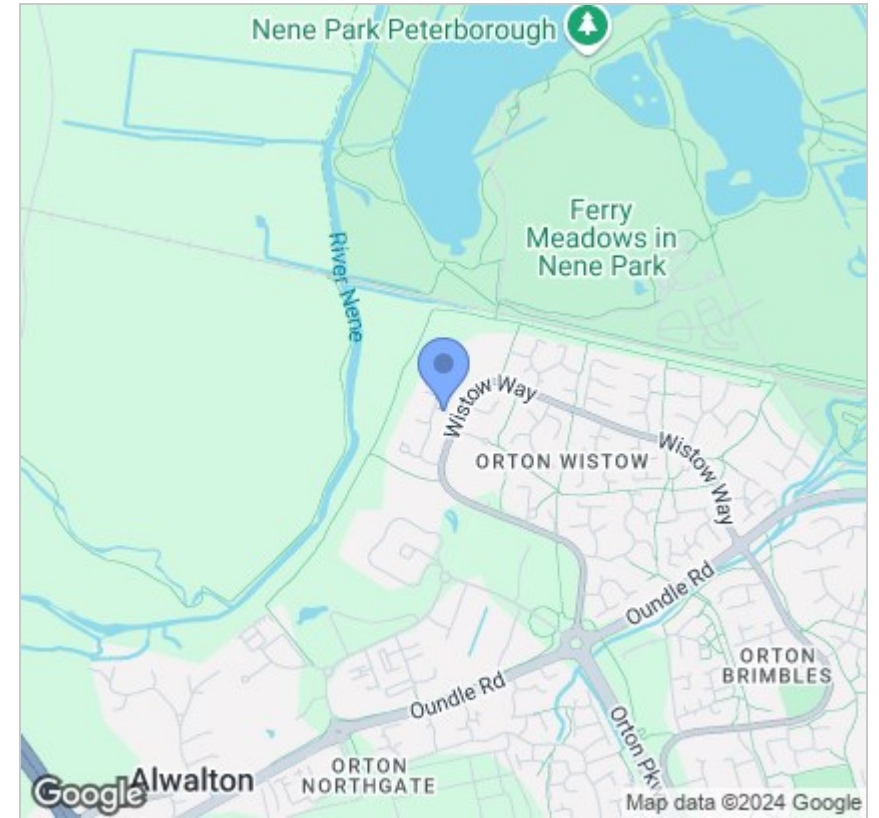 Nene Park Peterborough
Ferry
Meadows in
Nene Park
River Nene
Wistow Way
ORTON WISTOW
Wistow Way
Oundle Rd
ORTON
BRIMBLES
Oundle Rd
Orton Pkw
ORTON
NORTHGATE
Alwalton
Google
Map data ©2024 Google